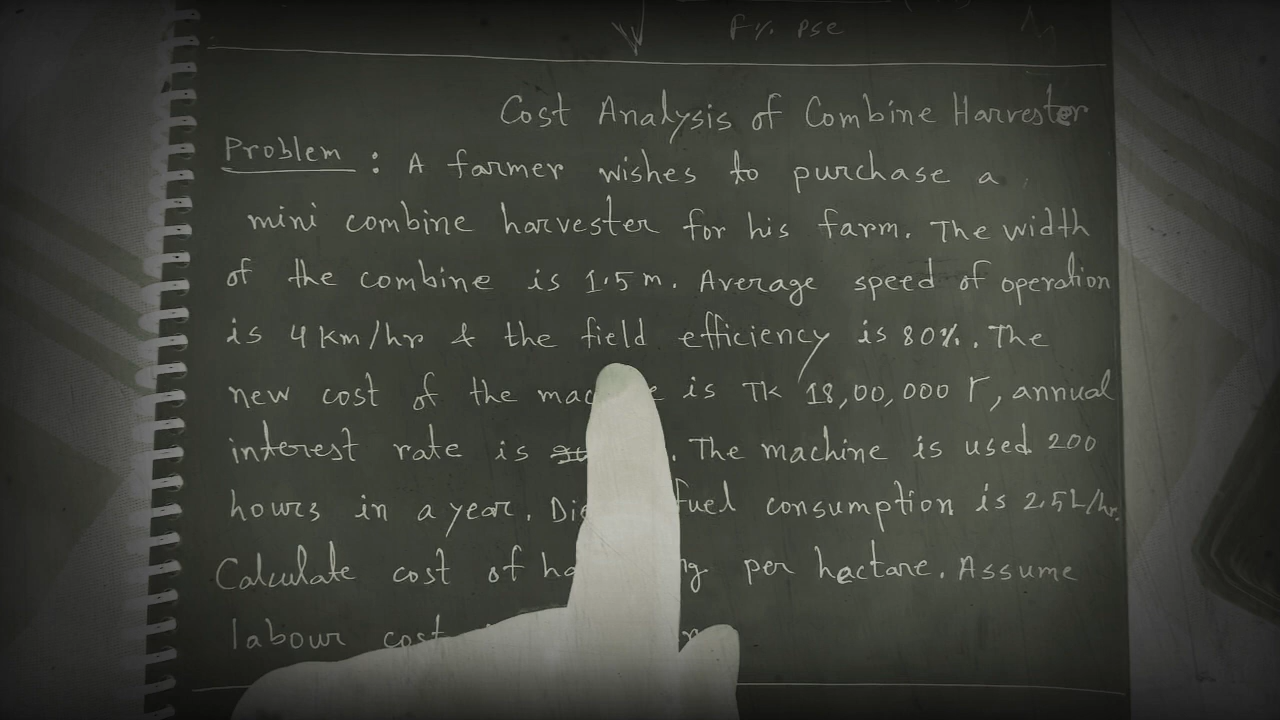 F% Pse
Cost Analysis of Combine Harvester
Problem : A farmer wishes to purchase a
mini combine harvester for his farm. The width
of the combine is 1.5 m. Average speed of operation
is 4 km/hr & the field efficiency is 80%. The
new cost of the is TK 18,00,000 Γ, annual
interest rate is . The machine is used 200
hours in a year. fuel consumption is 2.5 L/hr.
Calculate cost of per hectare. Assume
labour cost